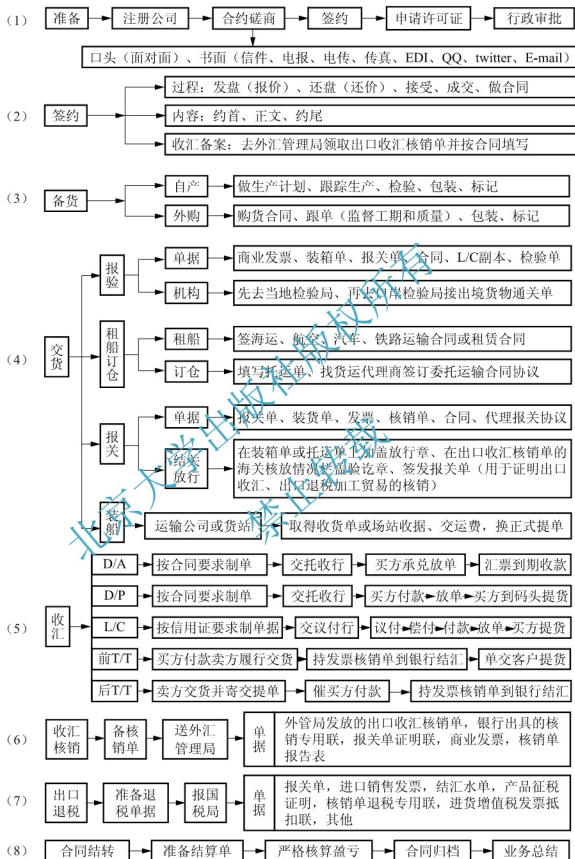 (1) 准备 注册公司 合约磋商 签约 申请许可证 行政审批
口头（面对面）、书面（信件、电报、电传、传真、EDI、QQ、twitter、E-mail）
过程：发盘（报价）、还盘（还价）、接受、成交、做合同
(2) 签约 内容：约首、正文、约尾
收汇备案：去外汇管理局领取出口收汇核销单并按合同填写
自产 做生产计划、跟踪生产、检验、包装、标记
(3) 备货
外购 购货合同、跟单（监督工期和质量）、包装、标记
报验 单据 商业发票、装箱单、报关单、合同、L/C副本、检验单
机构 先去当地检验局、再去口岸检验局接出境货物通关单
(4) 交货
租船订仓 租船 签海运、航空、汽车、铁路运输合同或租赁合同
订仓 填写托运单、找货运代理商签订委托运输合同协议
报关 单据 报关单、装货单、发票、核销单、合同、代理报关协议
结关放行 在装箱单或托运单上加盖放行章、在出口收汇核销单的
海关核放情况栏盖验讫章、签发报关单（用于证明出口
收汇、出口退税加工贸易的核销）
装船 运输公司或货站 取得收货单或场站收据、交运费，换正式提单
D/A 按合同要求制单 交托收行 买方承兑放单 汇票到期收款
D/P 按合同要求制单 交托收行 买方付款 放单 买方到码头提货
(5) 收汇 L/C 按信用证要求制单据 交议付行 议付 偿付 付款 放单 买方提货
前T/T 买方付款卖方履行交货 持发票核销单到银行结汇 单交客户提货
后T/T 卖方交货并寄交提单 催买方付款 持发票核销单到银行结汇
(6) 收汇核销 备核销单 送外汇管理局 单据 外管局发放的出口收汇核销单，银行出具的核
销专用联，报关单证明联，商业发票，核销单
报告表
(7) 出口退税 准备退税单据 报国税局 单据 报关单，进口销售发票，结汇水单，产品征税
证明，核销单退税专用联，进货增值税发票抵
扣联，其他
(8) 合同结转 准备结算单 严格核算盈亏 合同归档 业务总结
北京大学出版社版权所有
禁止转载